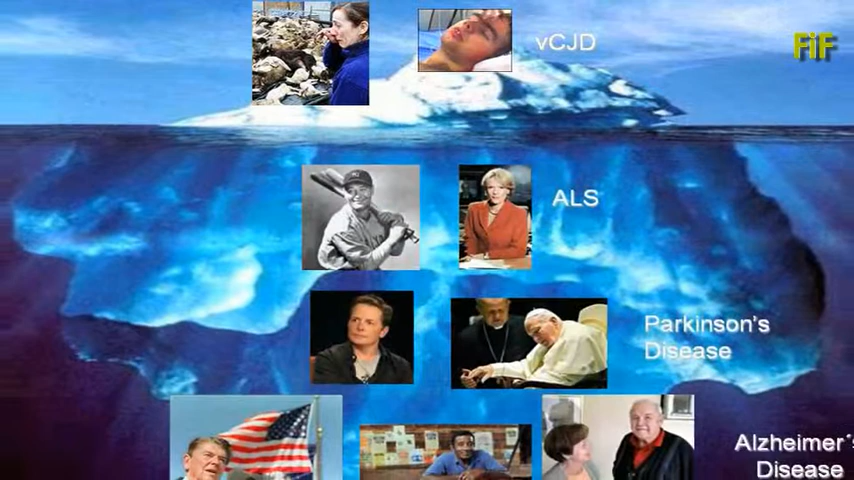 vCJD
FiF
ALS
Parkinson's
Disease
Alzheimer´s
Disease